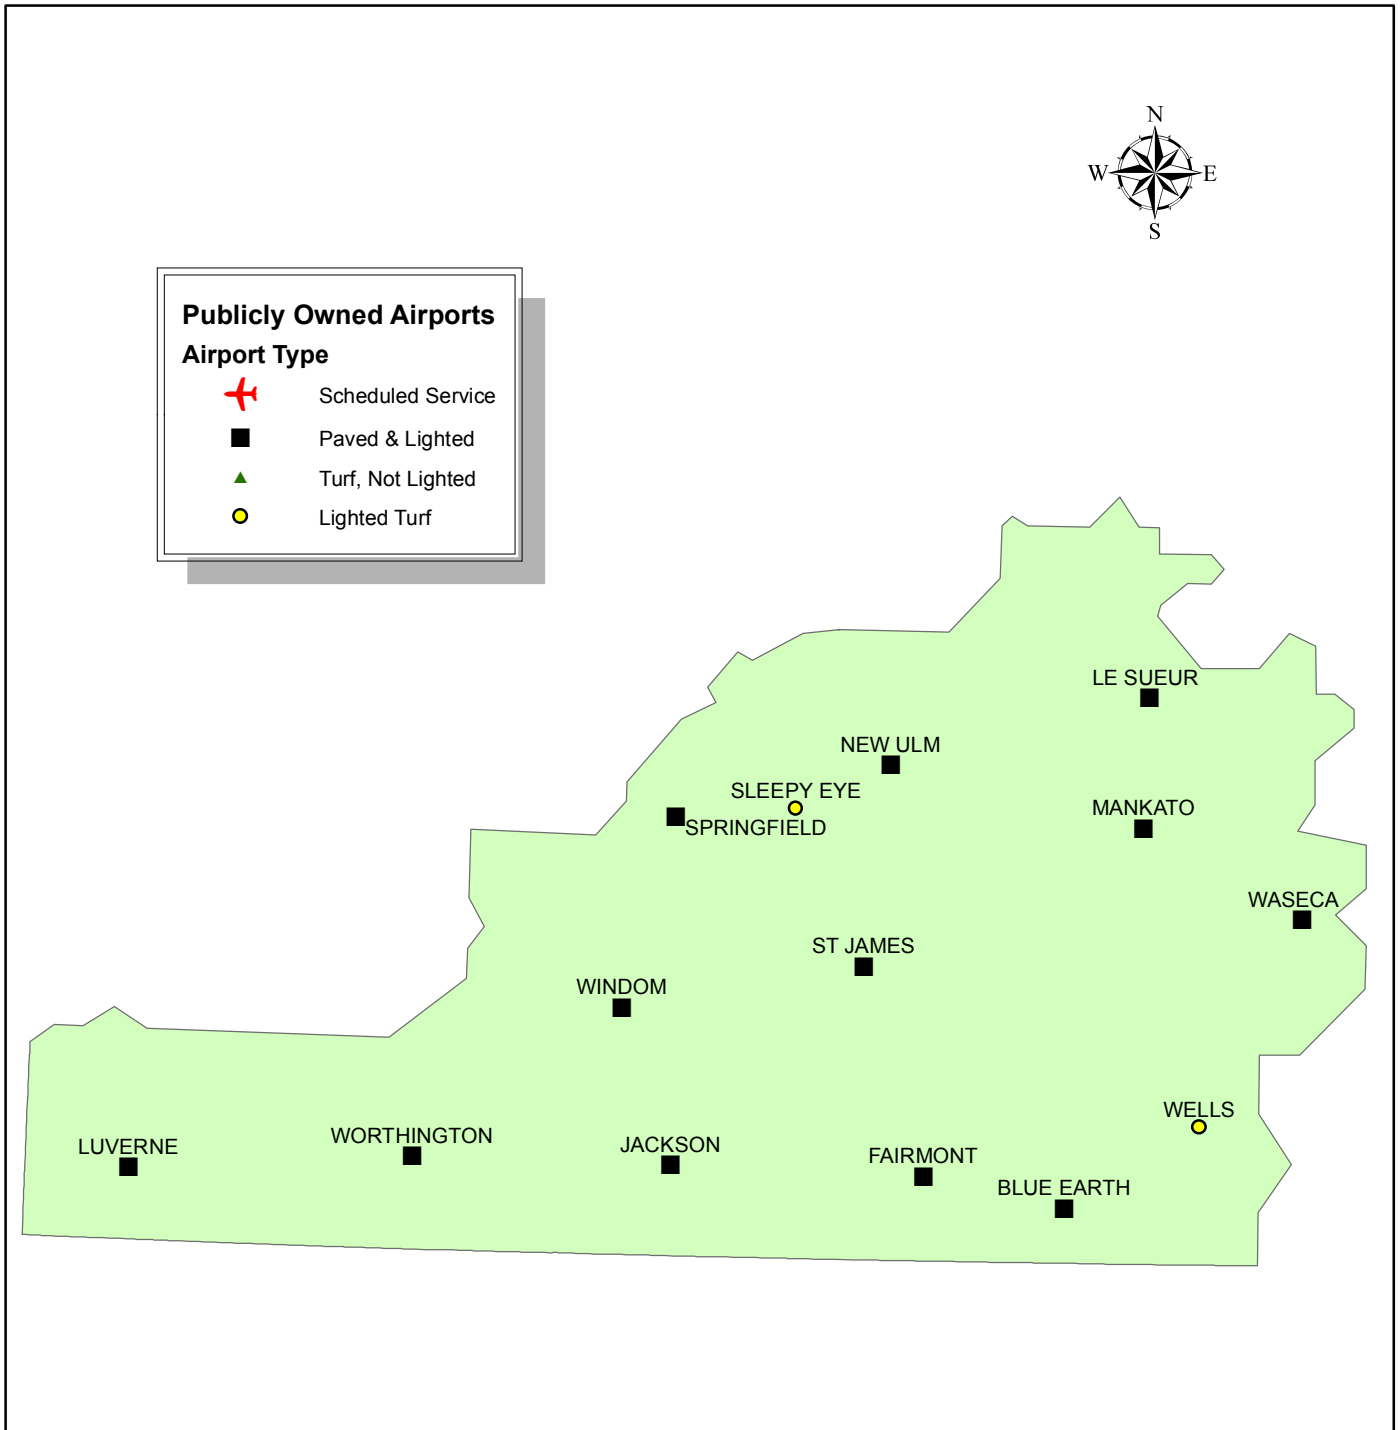 N
W E
S
Publicly Owned Airports
Airport Type
Scheduled Service
Paved & Lighted
Turf, Not Lighted
Lighted Turf
LE SUEUR
NEW ULM
SLEEPY EYE
SPRINGFIELD
MANKATO
WASECA
ST JAMES
WINDOM
WELLS
WORTHINGTON
LUVERNE
JACKSON
FAIRMONT
BLUE EARTH